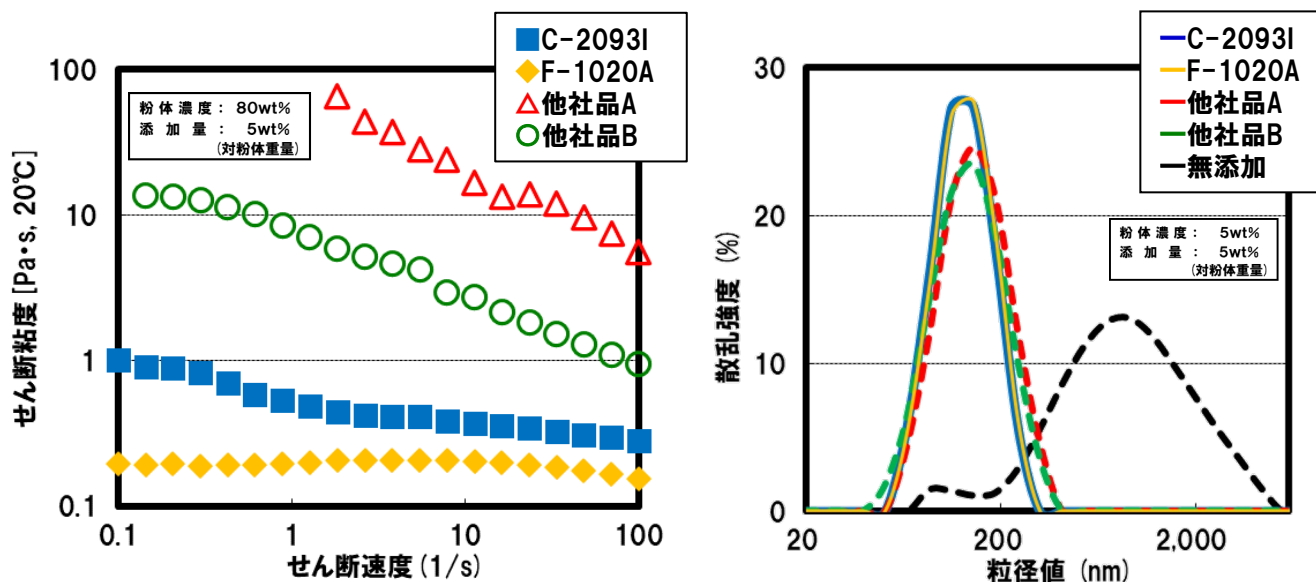 C-2093I
F-1020A
他社品A
他社品B
粉体濃度： 80wt%
添加量： 5wt%
(対粉体重量)
せん断粘度 [Pa・s, 20℃]
100
10
1
0.1
0.1
1
10
100
せん断速度 (1/s)
C-2093I
F-1020A
他社品A
他社品B
無添加
粉体濃度： 5wt%
添加量： 5wt%
(対粉体重量)
散乱強度 (%)
30
20
10
0
20
200
2,000
粒径値 (nm)